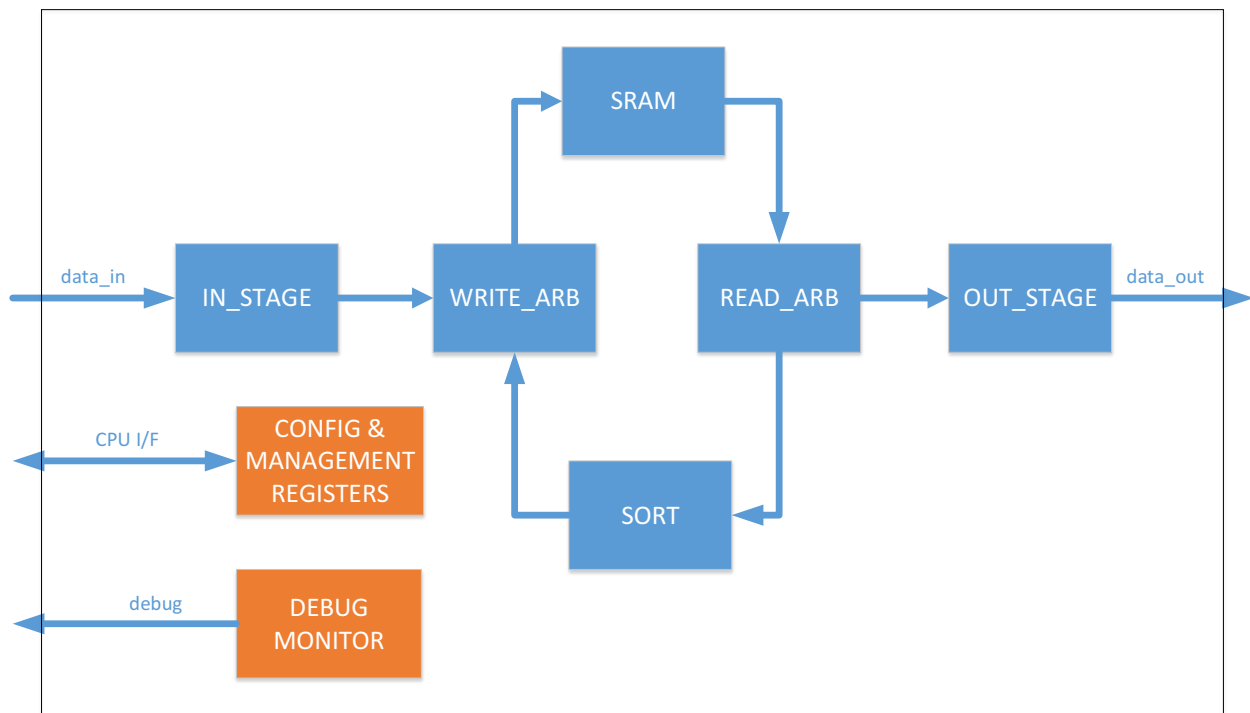 SRAM
data_in
IN_STAGE
WRITE_ARB
READ_ARB
OUT_STAGE
data_out
CPU I/F
CONFIG &
MANAGEMENT
REGISTERS
SORT
debug
DEBUG
MONITOR